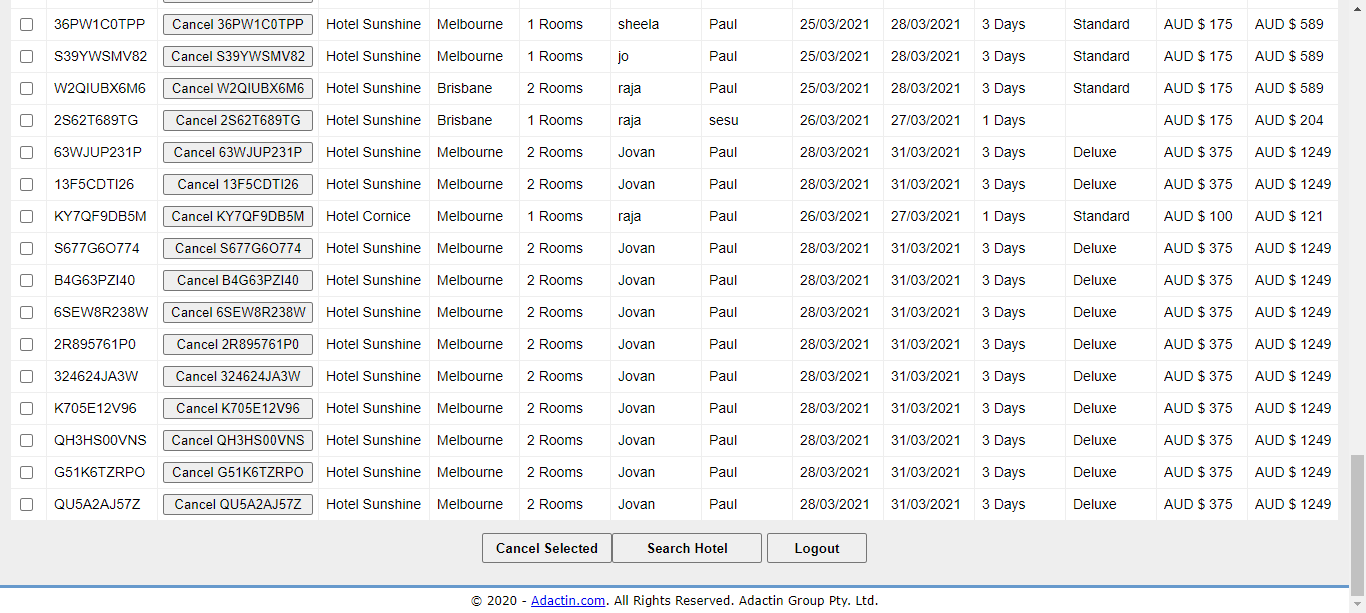 36PW1C0TPP Cancel 36PW1C0TPP Hotel Sunshine Melbourne 1 Rooms sheela Paul 25/03/2021 28/03/2021 3 Days Standard AUD $ 175 AUD $ 589
S39YWSMV82 Cancel S39YWSMV82 Hotel Sunshine Melbourne 1 Rooms jo Paul 25/03/2021 28/03/2021 3 Days Standard AUD $ 175 AUD $ 589
W2QIUBX6M6 Cancel W2QIUBX6M6 Hotel Sunshine Brisbane 2 Rooms raja Paul 25/03/2021 28/03/2021 3 Days Standard AUD $ 175 AUD $ 589
2S62T689TG Cancel 2S62T689TG Hotel Sunshine Brisbane 1 Rooms raja sesu 26/03/2021 27/03/2021 1 Days AUD $ 175 AUD $ 204
63WJUP231P Cancel 63WJUP231P Hotel Sunshine Melbourne 2 Rooms Jovan Paul 28/03/2021 31/03/2021 3 Days Deluxe AUD $ 375 AUD $ 1249
13F5CDTI26 Cancel 13F5CDTI26 Hotel Sunshine Melbourne 2 Rooms Jovan Paul 28/03/2021 31/03/2021 3 Days Deluxe AUD $ 375 AUD $ 1249
KY7QF9DB5M Cancel KY7QF9DB5M Hotel Cornice Melbourne 1 Rooms raja Paul 26/03/2021 27/03/2021 1 Days Standard AUD $ 100 AUD $ 121
S677G6O774 Cancel S677G6O774 Hotel Sunshine Melbourne 2 Rooms Jovan Paul 28/03/2021 31/03/2021 3 Days Deluxe AUD $ 375 AUD $ 1249
B4G63PZI40 Cancel B4G63PZI40 Hotel Sunshine Melbourne 2 Rooms Jovan Paul 28/03/2021 31/03/2021 3 Days Deluxe AUD $ 375 AUD $ 1249
6SEW8R238W Cancel 6SEW8R238W Hotel Sunshine Melbourne 2 Rooms Jovan Paul 28/03/2021 31/03/2021 3 Days Deluxe AUD $ 375 AUD $ 1249
2R895761P0 Cancel 2R895761P0 Hotel Sunshine Melbourne 2 Rooms Jovan Paul 28/03/2021 31/03/2021 3 Days Deluxe AUD $ 375 AUD $ 1249
324624JA3W Cancel 324624JA3W Hotel Sunshine Melbourne 2 Rooms Jovan Paul 28/03/2021 31/03/2021 3 Days Deluxe AUD $ 375 AUD $ 1249
K705E12V96 Cancel K705E12V96 Hotel Sunshine Melbourne 2 Rooms Jovan Paul 28/03/2021 31/03/2021 3 Days Deluxe AUD $ 375 AUD $ 1249
QH3HS00VNS Cancel QH3HS00VNS Hotel Sunshine Melbourne 2 Rooms Jovan Paul 28/03/2021 31/03/2021 3 Days Deluxe AUD $ 375 AUD $ 1249
G51K6TZRPO Cancel G51K6TZRPO Hotel Sunshine Melbourne 2 Rooms Jovan Paul 28/03/2021 31/03/2021 3 Days Deluxe AUD $ 375 AUD $ 1249
QU5A2AJ57Z Cancel QU5A2AJ57Z Hotel Sunshine Melbourne 2 Rooms Jovan Paul 28/03/2021 31/03/2021 3 Days Deluxe AUD $ 375 AUD $ 1249
Cancel Selected Search Hotel Logout
© 2020 - Adactin.com. All Rights Reserved. Adactin Group Pty. Ltd.